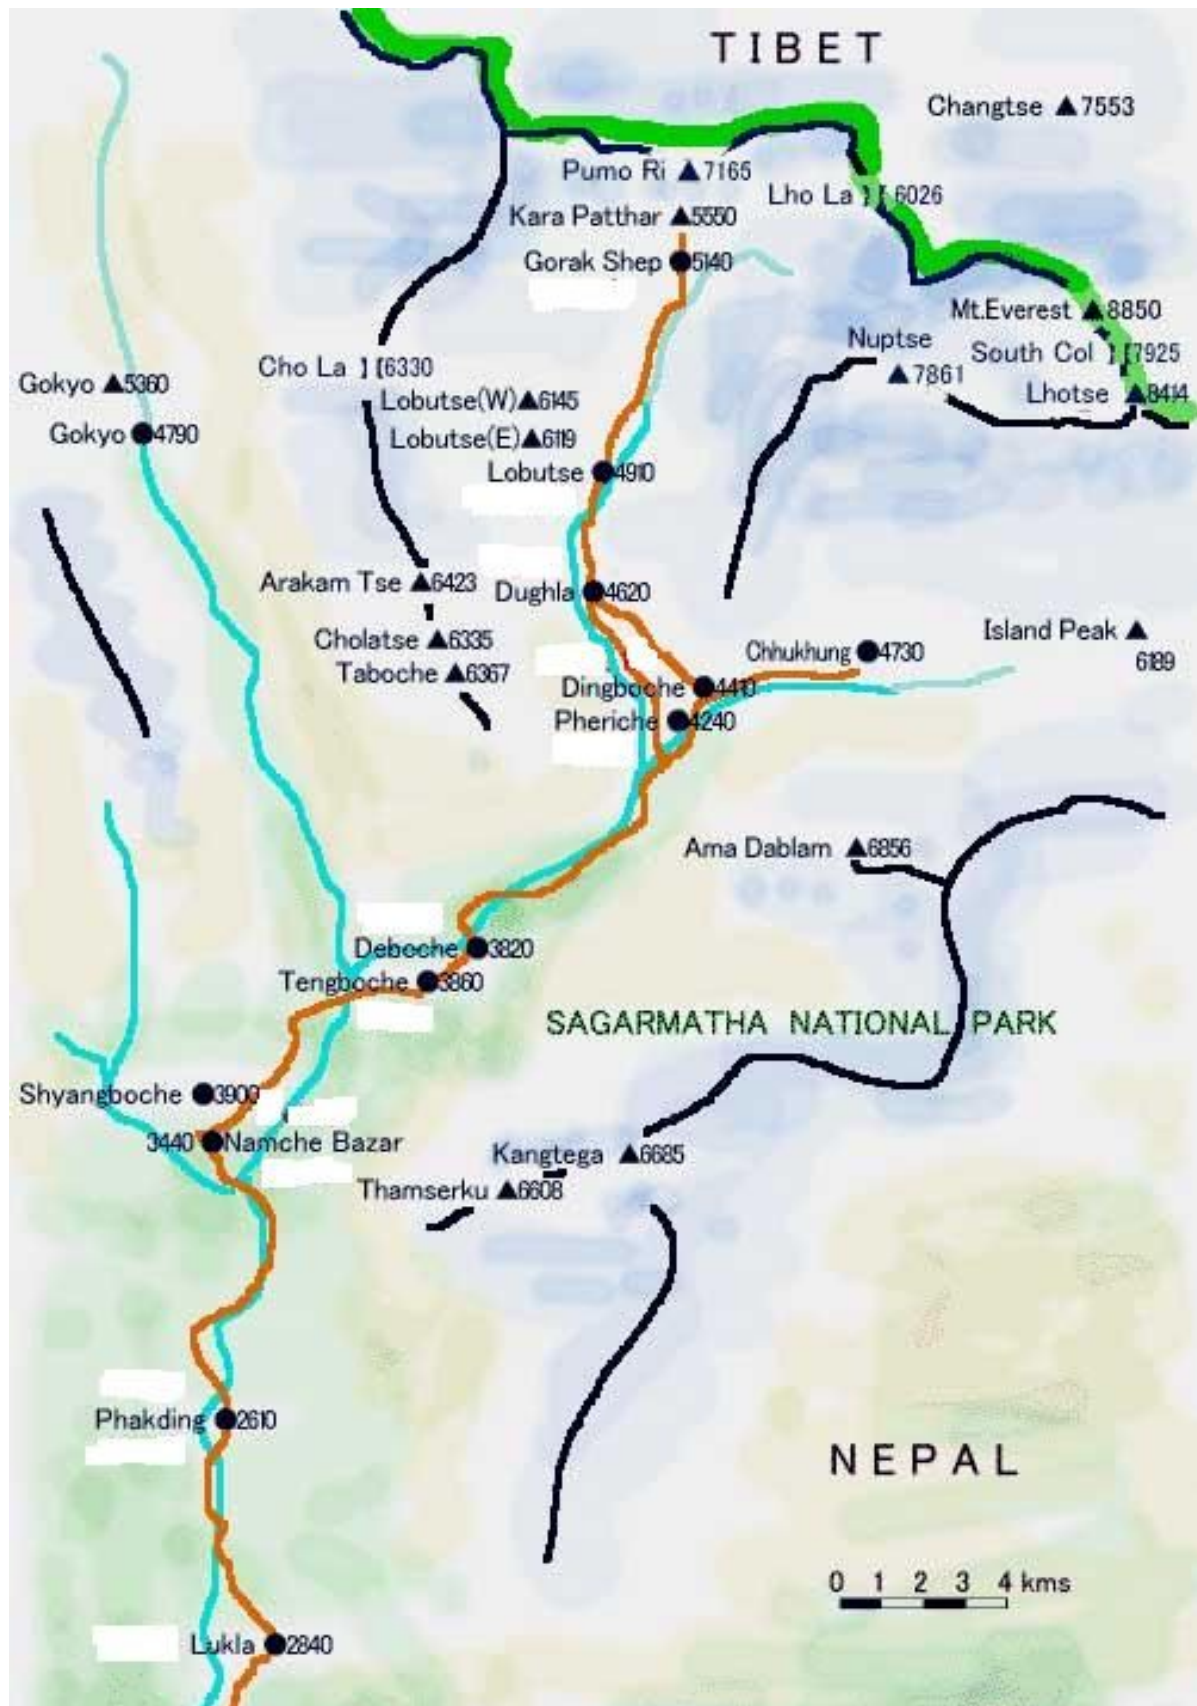 TIBET
Changtse ▲7553
Pumo Ri ▲7165
Lho La ][ 6026
Kara Patthar ▲5550
Gorak Shep ●5140
Mt.Everest ▲8850
Nuptse
▲7861
South Col ][7925
Cho La ][6330
Lhotse ▲8414
Gokyo ▲5360
Lobutse(W)▲6145
Gokyo ●4790
Lobutse(E)▲6119
Lobutse ●4910
Arakam Tse ▲6423
Dughla ●4620
Cholatse ▲6335
Island Peak ▲
6189
Chhukhung ●4730
Taboche ▲6367
Dingboche ●4410
Pheriche ●4240
Ama Dablam ▲6856
Deboche ●3820
Tengboche ●3860
SAGARMATHA NATIONAL PARK
Shyangboche ●3900
3440 ●Namche Bazar
Kangtega ▲6685
Thamserku ▲6608
Phakding ●2610
NEPAL
0 1 2 3 4 kms
Lukla ●2840